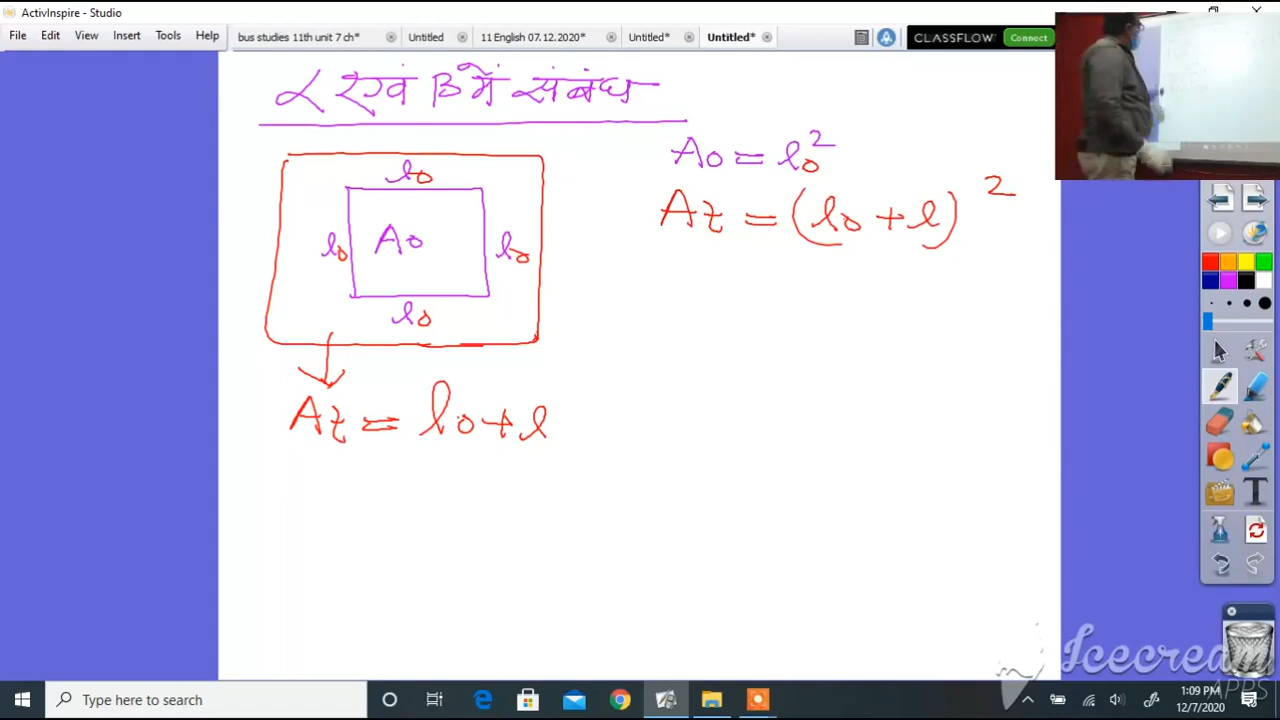 ActivInspire - Studio
File Edit View Insert Tools Help
bus studies 11th unit 7 ch* Untitled 11 English 07.12.2020* Untitled* Untitled*
CLASSFLOW Connect
α एवं β में संबंध
l₀
l₀ A₀ l₀
l₀
At = l₀+l
A₀ = l₀²
At = (l₀+l)²
Icecream
APPS
Type here to search
1:09 PM
12/7/2020